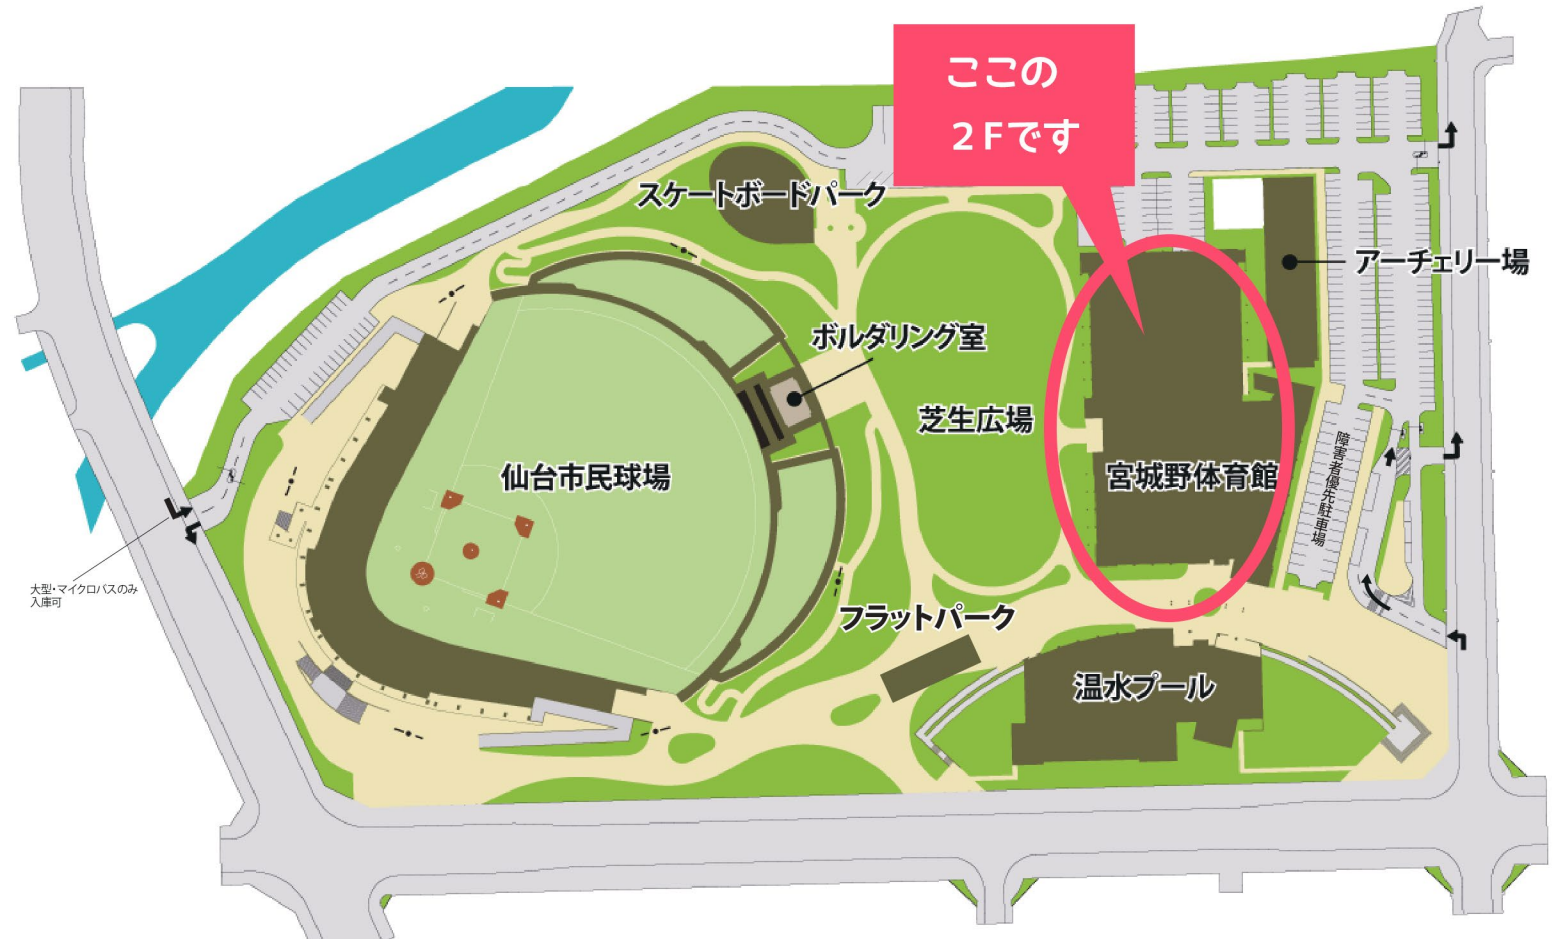 ここの
２Ｆです
スケートボードパーク
アーチェリー場
ボルダリング室
芝生広場
障害者優先駐車場
仙台市民球場
宮城野体育館
大型・マイクロバスのみ
入庫可
フラットパーク
温水プール